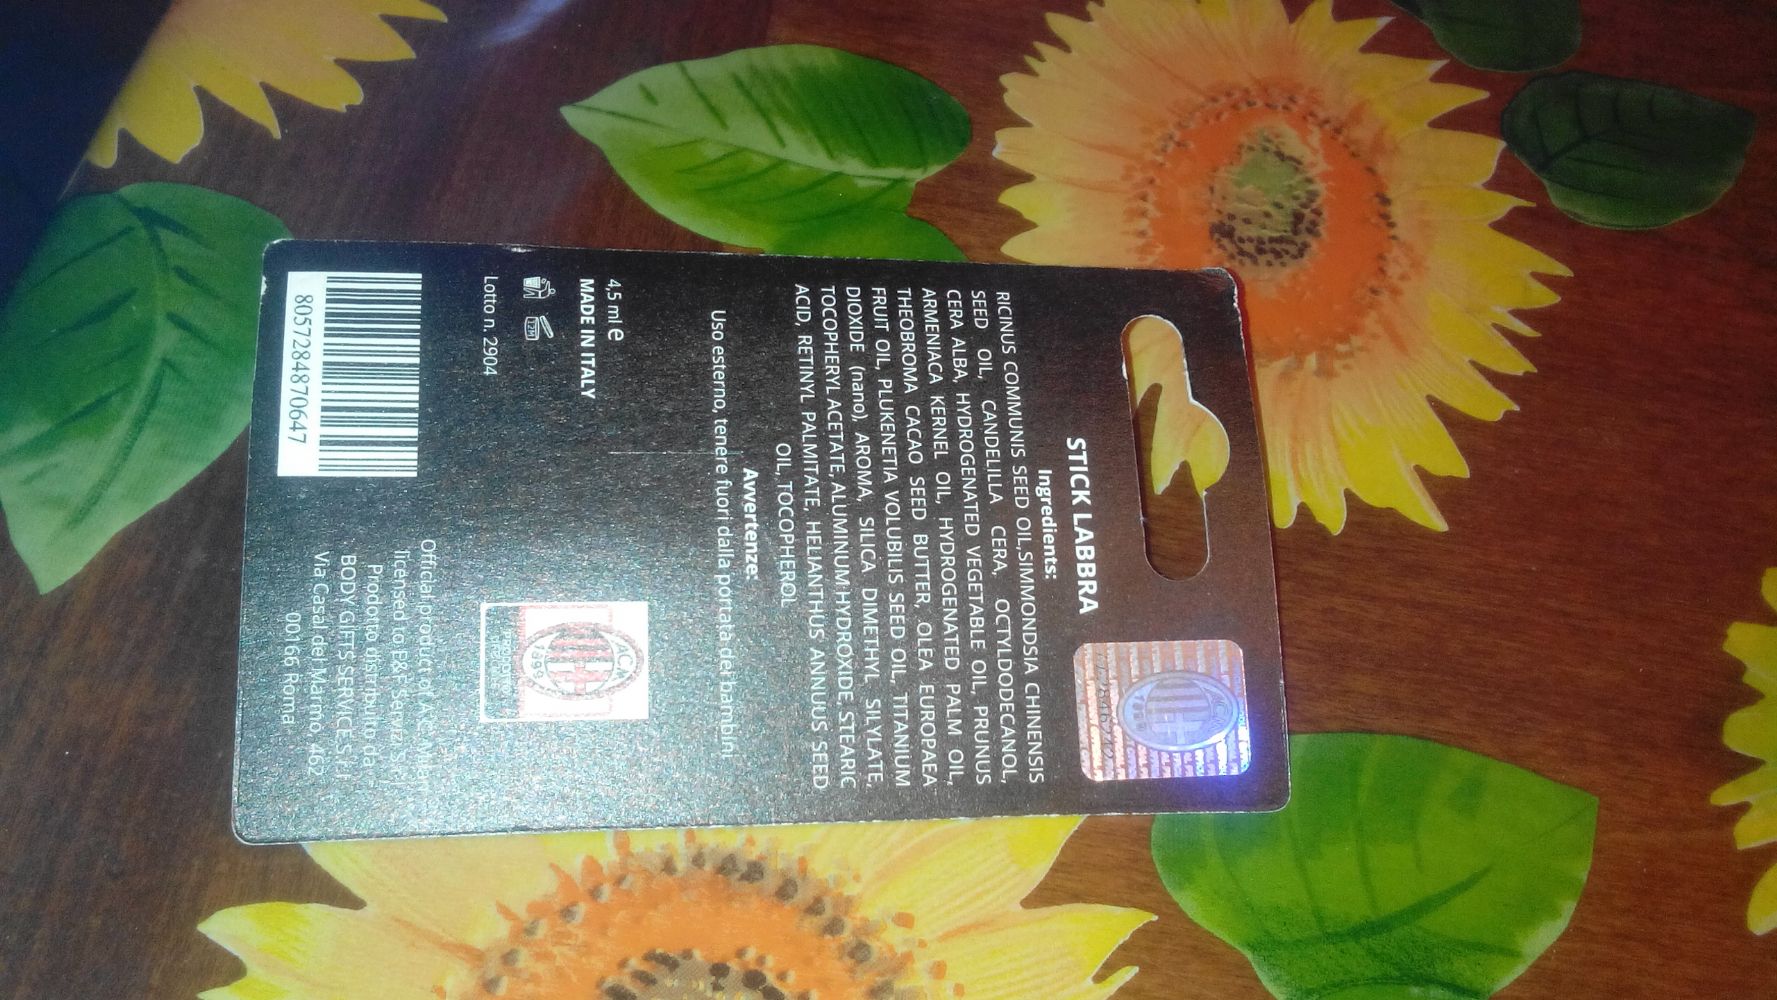 STICK LABBRA
Ingredients:
RICINUS COMMUNIS SEED OIL, SIMMONDSIA CHINENSIS
SEED OIL, CANDELILLA CERA, OCTYLDODECANOL,
CERA ALBA, HYDROGENATED VEGETABLE OIL, PRUNUS
ARMENIACA KERNEL OIL, HYDROGENATED PALM OIL,
THEOBROMA CACAO SEED BUTTER, OLEA EUROPAEA
FRUIT OIL, PLUKENETIA VOLUBILIS SEED OIL, TITANIUM
DIOXIDE (nano), AROMA, SILICA DIMETHYL SILYLATE,
TOCOPHERYL ACETATE, ALUMINUM HYDROXIDE, STEARIC
ACID, RETINYL PALMITATE, HELIANTHUS ANNUUS SEED
OIL, TOCOPHEROL
Avvertenze:
Uso esterno, tenere fuori dalla portata dei bambini
4,5 ml e
MADE IN ITALY
12M
Lotto n. 2904
ACM
1899
ACM
1899
Official product of A.C. Milan
licensed to E&F Servizi S.r.l.
Prodotto distribuito da
BODY GIFTS SERVICE S.r.l.
Via Casal del Marmo, 462
00166 Roma
8057284870647